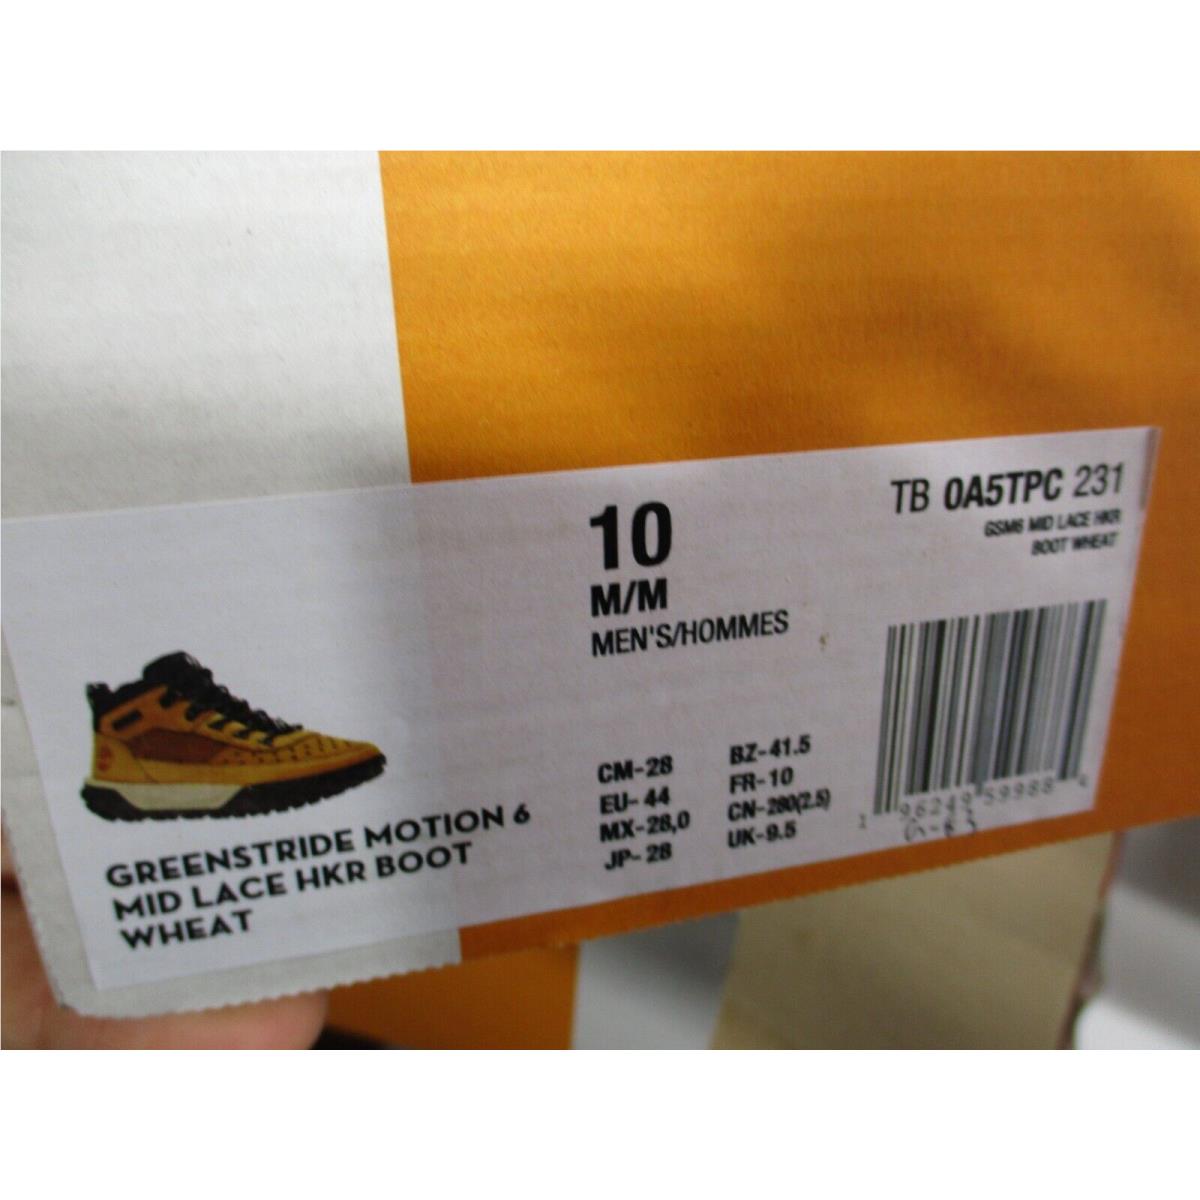 TB 0A5TPC 231
GSM6 MID LACE HKR
BOOT WHEAT
10
M/M
MEN'S/HOMMES
CM-28
EU-44
MX-28,0
JP-28
BZ-41.5
FR-10
CN-280(2.5)
UK-9.5
GREENSTRIDE MOTION 6
MID LACE HKR BOOT
WHEAT